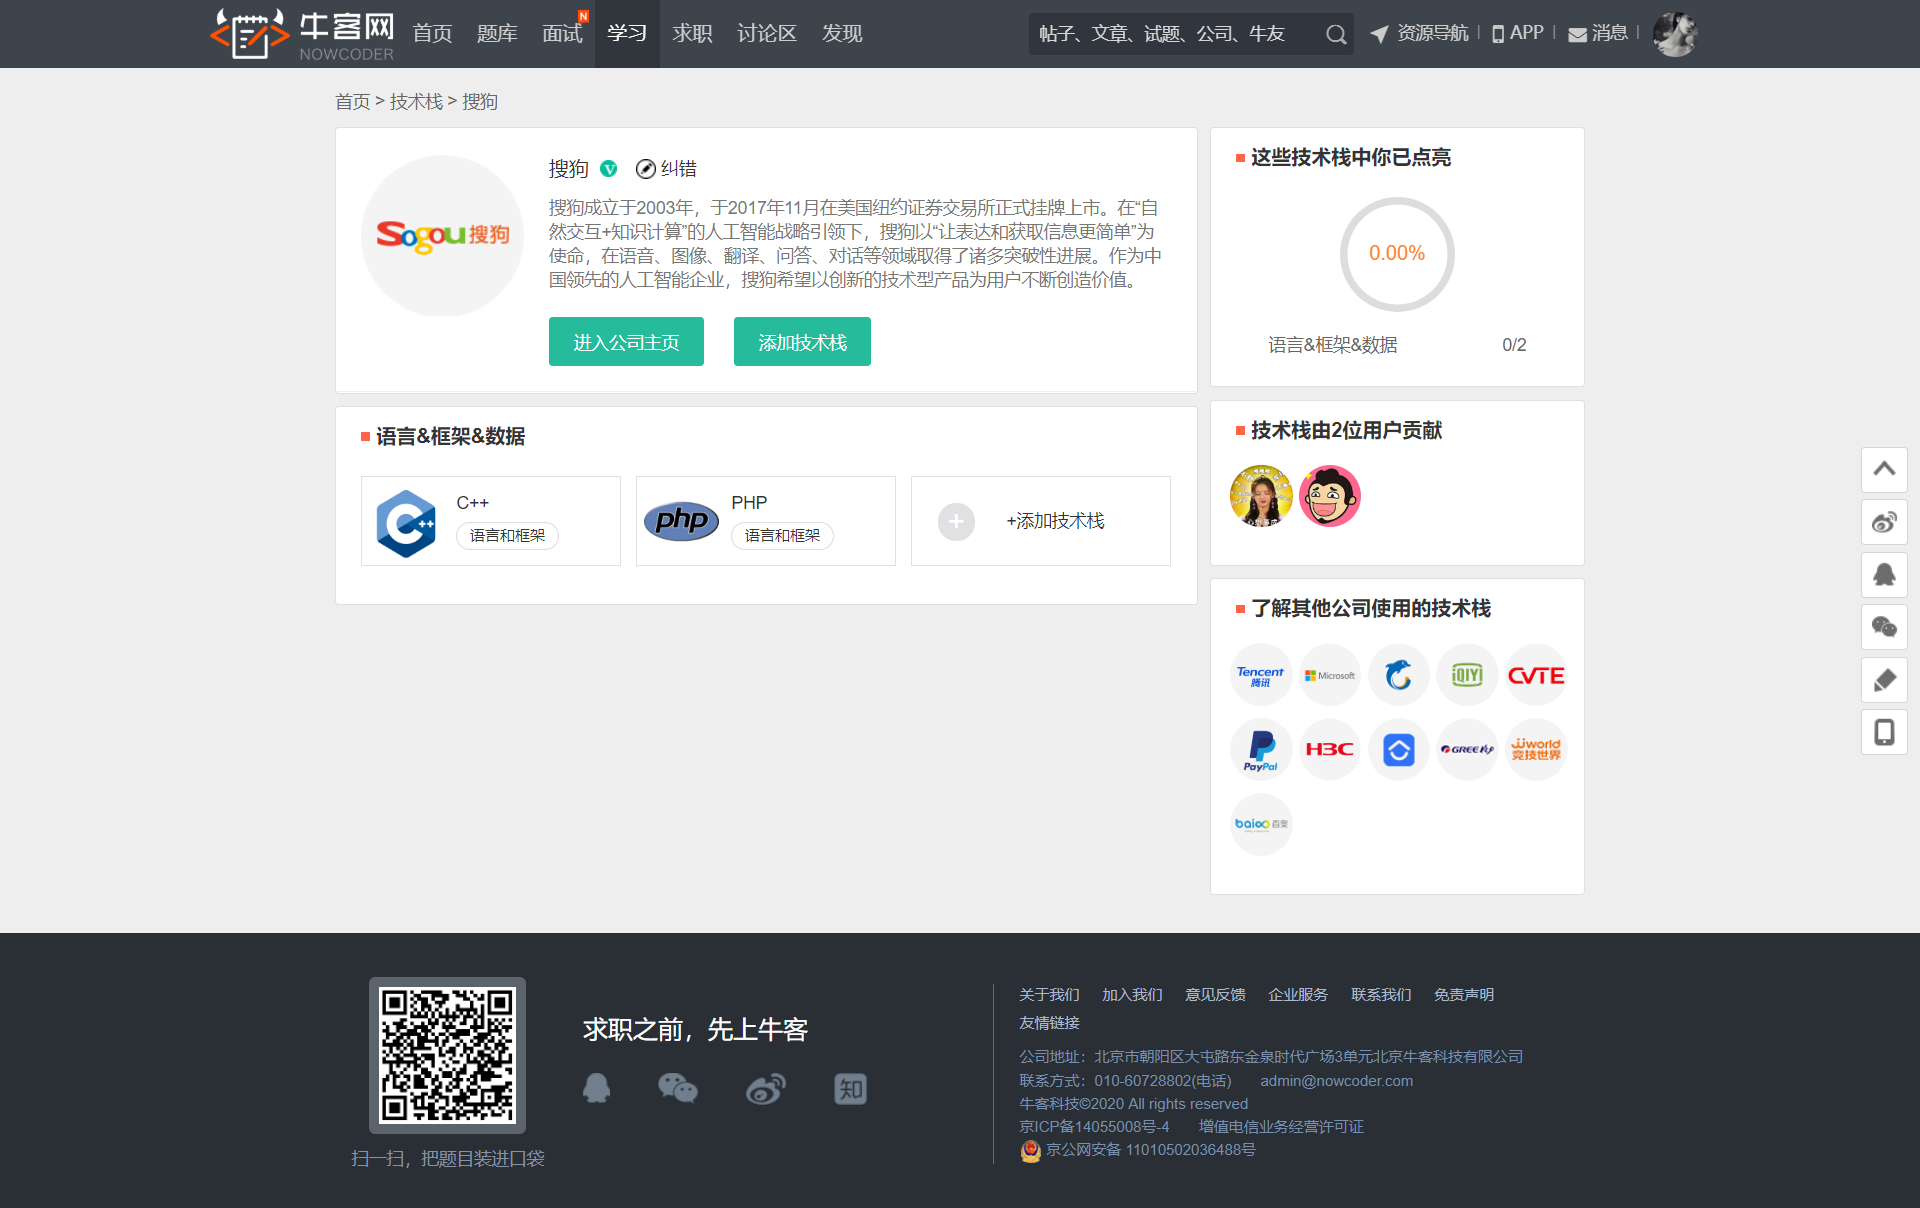 牛客网
NOWCODER
首页
题库
面试
N
学习
求职
讨论区
发现
帖子、文章、试题、公司、牛友
资源导航
APP
消息
首页 > 技术栈 > 搜狗
Sogou搜狗
搜狗
V
纠错
搜狗成立于2003年，于2017年11月在美国纽约证券交易所正式挂牌上市。在“自
然交互+知识计算”的人工智能战略引领下，搜狗以“让表达和获取信息更简单”为
使命，在语音、图像、翻译、问答、对话等领域取得了诸多突破性进展。作为中
国领先的人工智能企业，搜狗希望以创新的技术型产品为用户不断创造价值。
进入公司主页
添加技术栈
语言&框架&数据
C++
语言和框架
php
PHP
语言和框架
+添加技术栈
这些技术栈中你已点亮
0.00%
语言&框架&数据
0/2
技术栈由2位用户贡献
了解其他公司使用的技术栈
Tencent
腾讯
Microsoft
iQIYI
CVTE
PayPal
H3C
GREE格力
JJworld
竞技世界
baioo百奥
求职之前，先上牛客
知
扫一扫，把题目装进口袋
关于我们
加入我们
意见反馈
企业服务
联系我们
免责声明
友情链接
公司地址：北京市朝阳区大屯路东金泉时代广场3单元北京牛客科技有限公司
联系方式：010-60728802(电话)
admin@nowcoder.com
牛客科技©2020 All rights reserved
京ICP备14055008号-4
增值电信业务经营许可证
京公网安备 11010502036488号